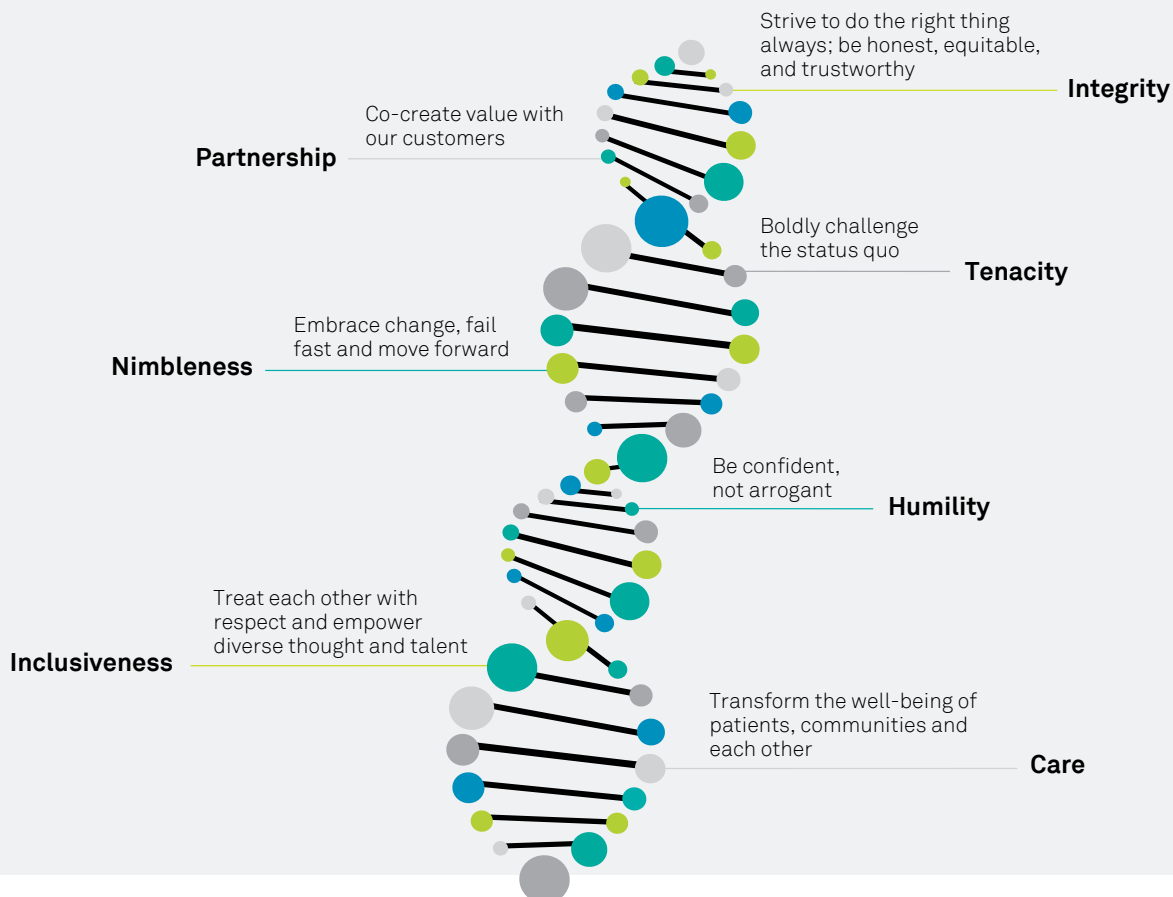 Strive to do the right thing
always; be honest, equitable,
and trustworthy
Integrity
Co-create value with
our customers
Partnership
Boldly challenge
the status quo
Tenacity
Embrace change, fail
fast and move forward
Nimbleness
Be confident,
not arrogant
Humility
Treat each other with
respect and empower
diverse thought and talent
Inclusiveness
Transform the well-being of
patients, communities and
each other
Care